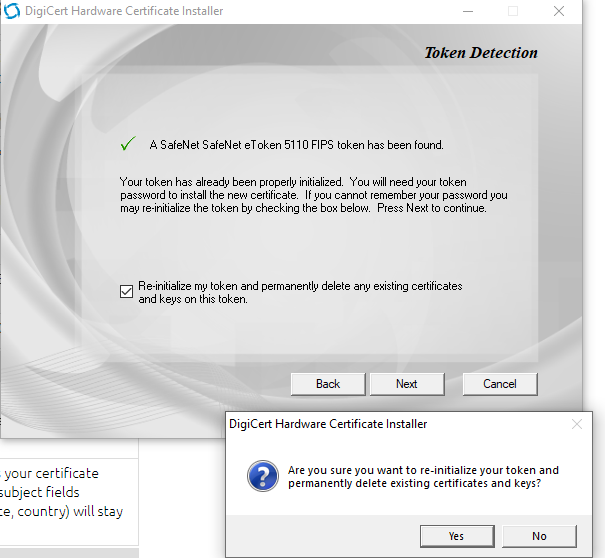 DigiCert Hardware Certificate Installer
Token Detection
A SafeNet SafeNet eToken 5110 FIPS token has been found.
Your token has already been properly initialized. You will need your token
password to install the new certificate. If you cannot remember your password you
may re-initialize the token by checking the box below. Press Next to continue.
Re-initialize my token and permanently delete any existing certificates
and keys on this token.
Back
Next
Cancel
DigiCert Hardware Certificate Installer
Are you sure you want to re-initialize your token and
permanently delete existing certificates and keys?
Yes
No
your certificate
subject fields
country) will stay